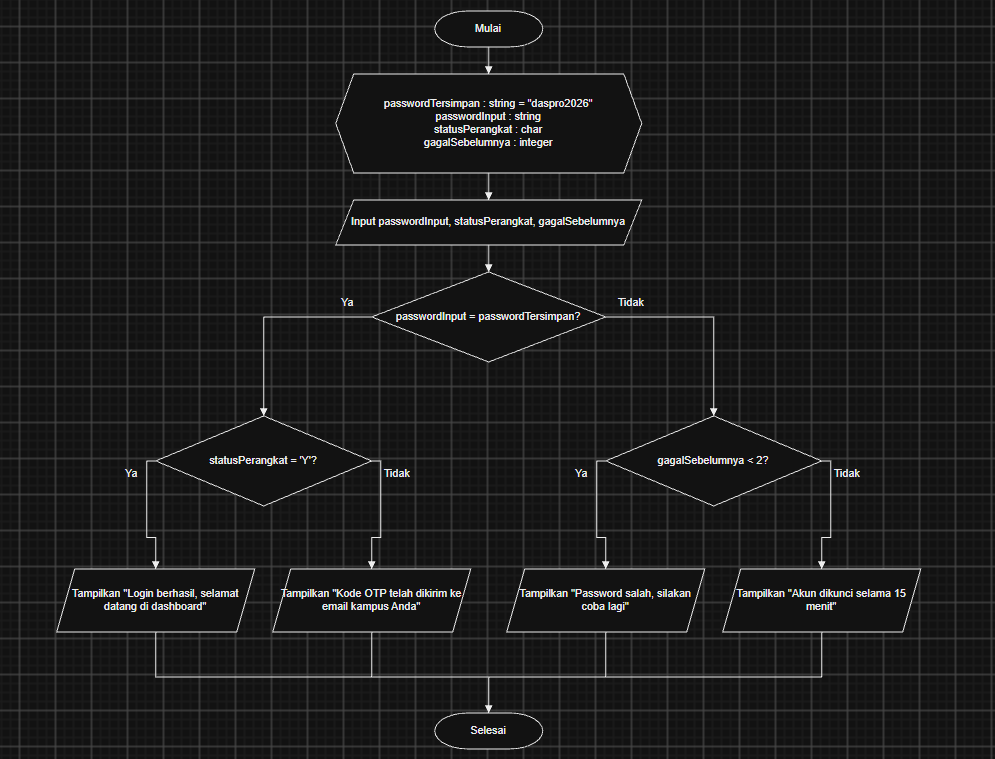 Mulai
passwordTersimpan : string = "daspro2026"
passwordInput : string
statusPerangkat : char
gagalSebelumnya : integer
Input passwordInput, statusPerangkat, gagalSebelumnya
Ya
Tidak
passwordInput = passwordTersimpan?
statusPerangkat = 'Y'?
Ya
Tidak
gagalSebelumnya < 2?
Ya
Tidak
Tampilkan "Login berhasil, selamat
datang di dashboard"
Tampilkan "Kode OTP telah dikirim ke
email kampus Anda"
Tampilkan "Password salah, silakan
coba lagi"
Tampilkan "Akun dikunci selama 15
menit"
Selesai